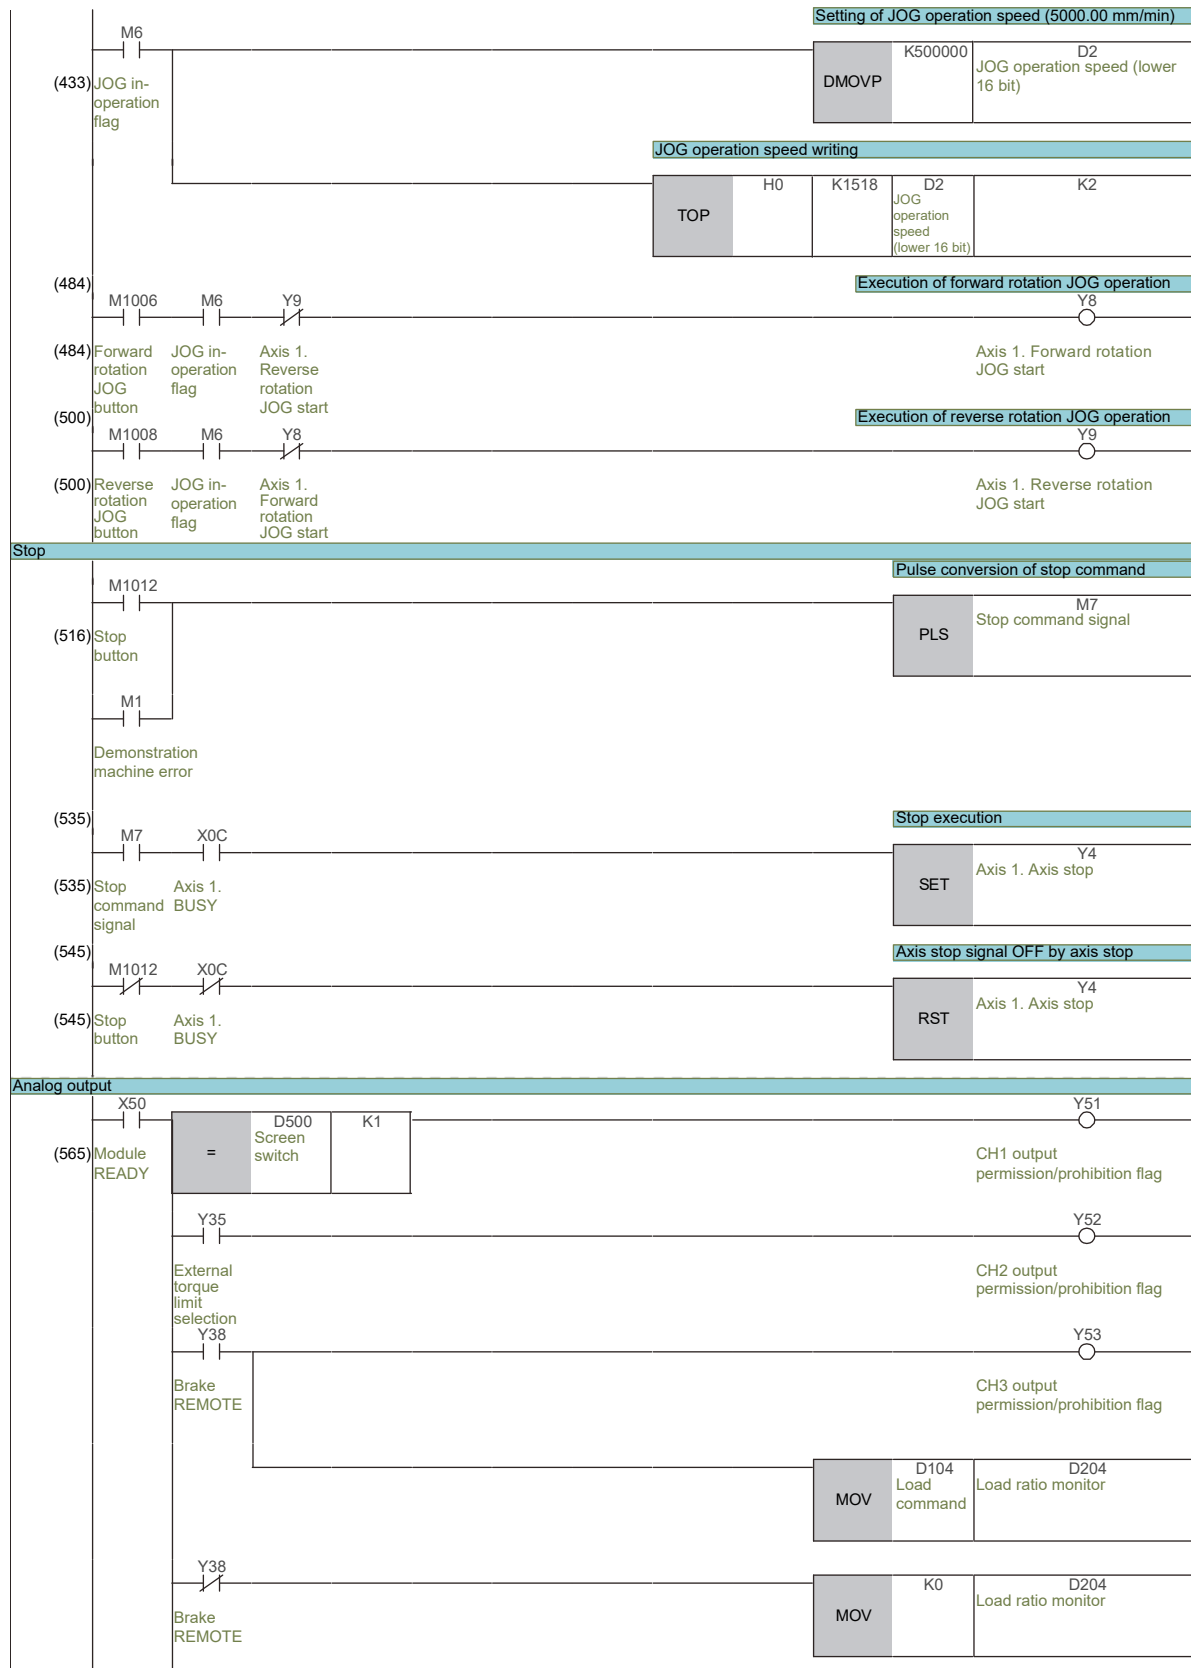 Setting of JOG operation speed (5000.00 mm/min)
M6
(433) JOG in-
operation
flag
DMOVP K500000 D2
JOG operation speed (lower
16 bit)
JOG operation speed writing
TOP H0 K1518 D2 K2
JOG
operation
speed
(lower 16 bit)
(484)
Execution of forward rotation JOG operation
M1006 M6 Y9 Y8
(484) Forward
rotation
JOG
button
JOG in-
operation
flag
Axis 1.
Reverse
rotation
JOG start
Axis 1. Forward rotation
JOG start
(500)
Execution of reverse rotation JOG operation
M1008 M6 Y8 Y9
(500) Reverse
rotation
JOG
button
JOG in-
operation
flag
Axis 1.
Forward
rotation
JOG start
Axis 1. Reverse rotation
JOG start
Stop
Pulse conversion of stop command
M1012
(516) Stop
button
PLS M7
Stop command signal
M1
Demonstration
machine error
(535)
Stop execution
M7 X0C
(535) Stop
command
signal
Axis 1.
BUSY
SET Y4
Axis 1. Axis stop
(545)
Axis stop signal OFF by axis stop
M1012 X0C
(545) Stop
button
Axis 1.
BUSY
RST Y4
Axis 1. Axis stop
Analog output
X50
(565) Module
READY
= D500 K1
Screen
switch
Y51
CH1 output
permission/prohibition flag
Y35
External
torque
limit
selection
Y52
CH2 output
permission/prohibition flag
Y38
Brake
REMOTE
Y53
CH3 output
permission/prohibition flag
MOV D104 D204
Load
command
Load ratio monitor
Y38
Brake
REMOTE
MOV K0 D204
Load ratio monitor